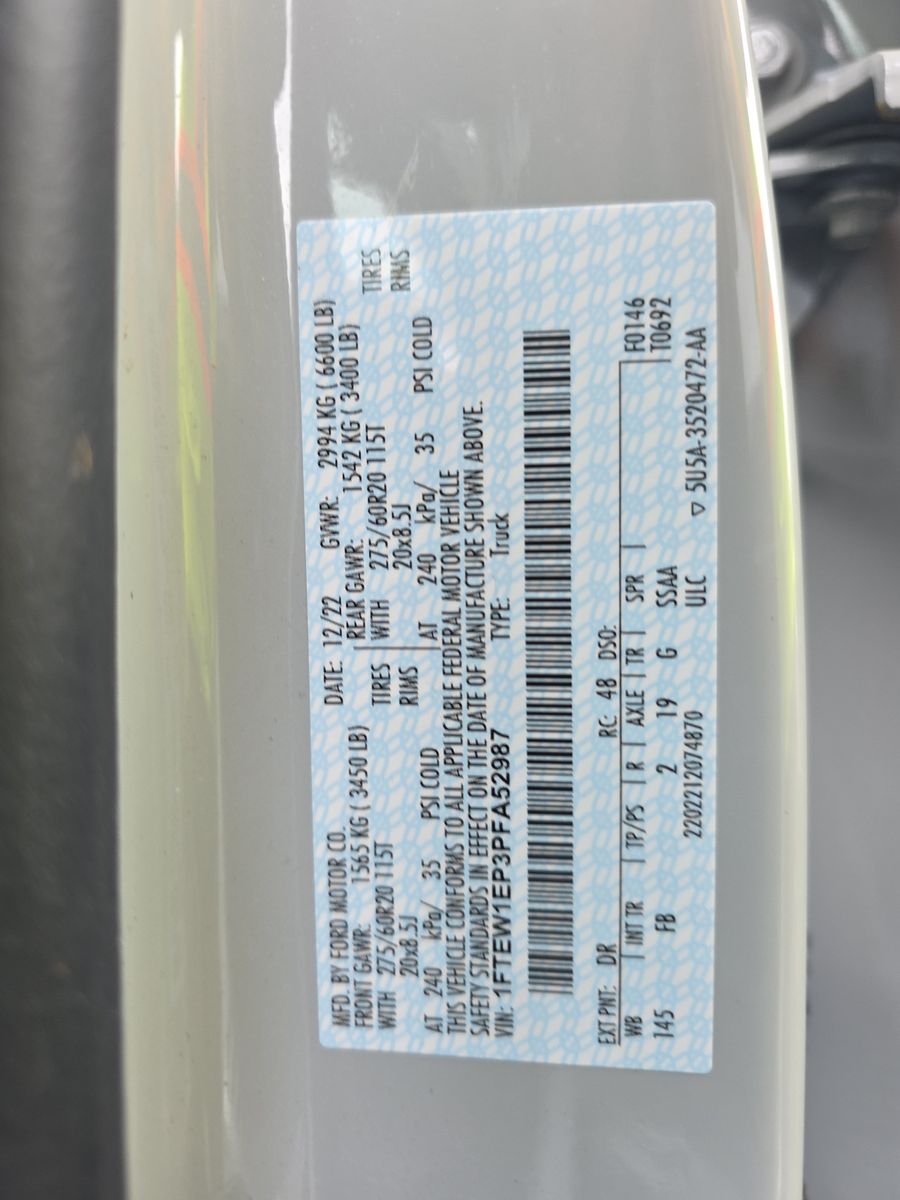 MFD. BY FORD MOTOR CO.
DATE: 12/22 GVWR: 2994 KG ( 6600 LB)
FRONT GAWR: 1565 KG ( 3450 LB) REAR GAWR: 1542 KG ( 3400 LB)
WITH 275/60R20 115T TIRES WITH 275/60R20 115T TIRES
20x8.5J RIMS 20x8.5J RIMS
AT 240 kPa/ 35 PSI COLD AT 240 kPa/ 35 PSI COLD
THIS VEHICLE CONFORMS TO ALL APPLICABLE FEDERAL MOTOR VEHICLE
SAFETY STANDARDS IN EFFECT ON THE DATE OF MANUFACTURE SHOWN ABOVE.
VIN: 1FTEW1EP3PFA52987 TYPE: Truck
EXT PNT: DR RC: 48 DSO:
WB INT TR TP/PS R AXLE TR SPR F0146
145 FB 2 19 G SSAA T0692
2202212074870 ULC ▽ 5U5A-3520472-AA